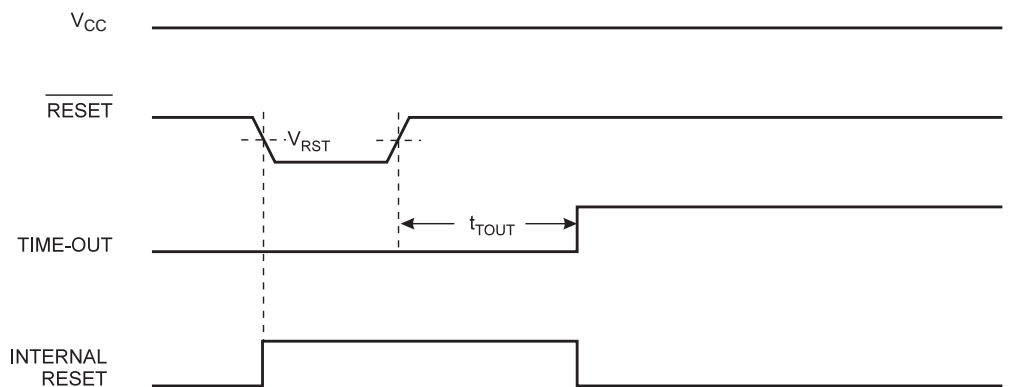 VCC
RESET
VRST
tTOUT
TIME-OUT
INTERNAL
RESET